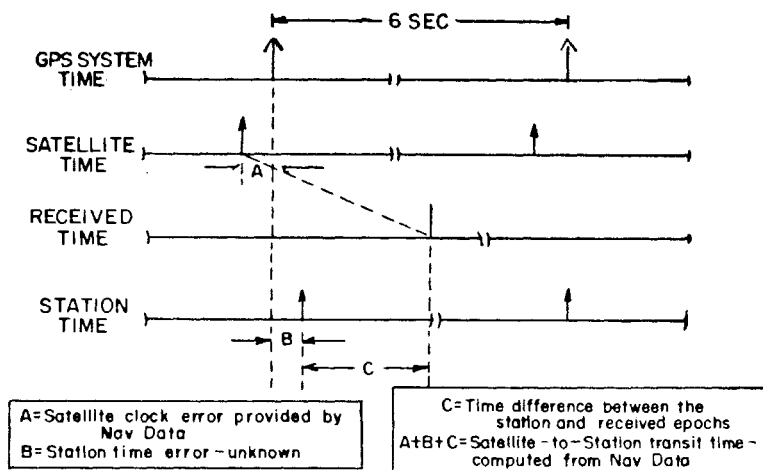 6 SEC
GPS SYSTEM
TIME
SATELLITE
TIME
A
RECEIVED
TIME
STATION
TIME
B
C
A=Satellite clock error provided by
Nav Data
B=Station time error-unknown
C=Time difference between the
station and received epochs
A+B+C=Satellite-to-Station transit time-
computed from Nav Data